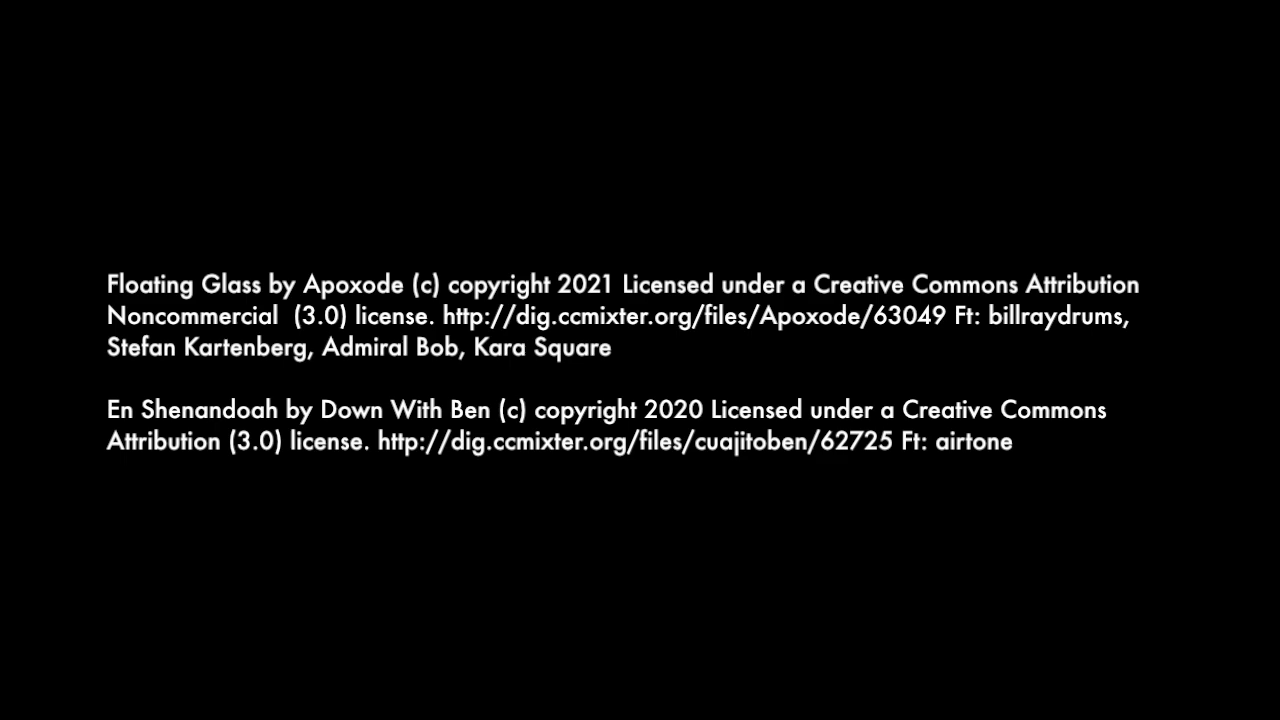 Floating Glass by Apoxode (c) copyright 2021 Licensed under a Creative Commons Attribution
Noncommercial  (3.0) license. http://dig.ccmixter.org/files/Apoxode/63049 Ft: billraydrums,
Stefan Kartenberg, Admiral Bob, Kara Square
En Shenandoah by Down With Ben (c) copyright 2020 Licensed under a Creative Commons
Attribution (3.0) license. http://dig.ccmixter.org/files/cuajitoben/62725 Ft: airtone